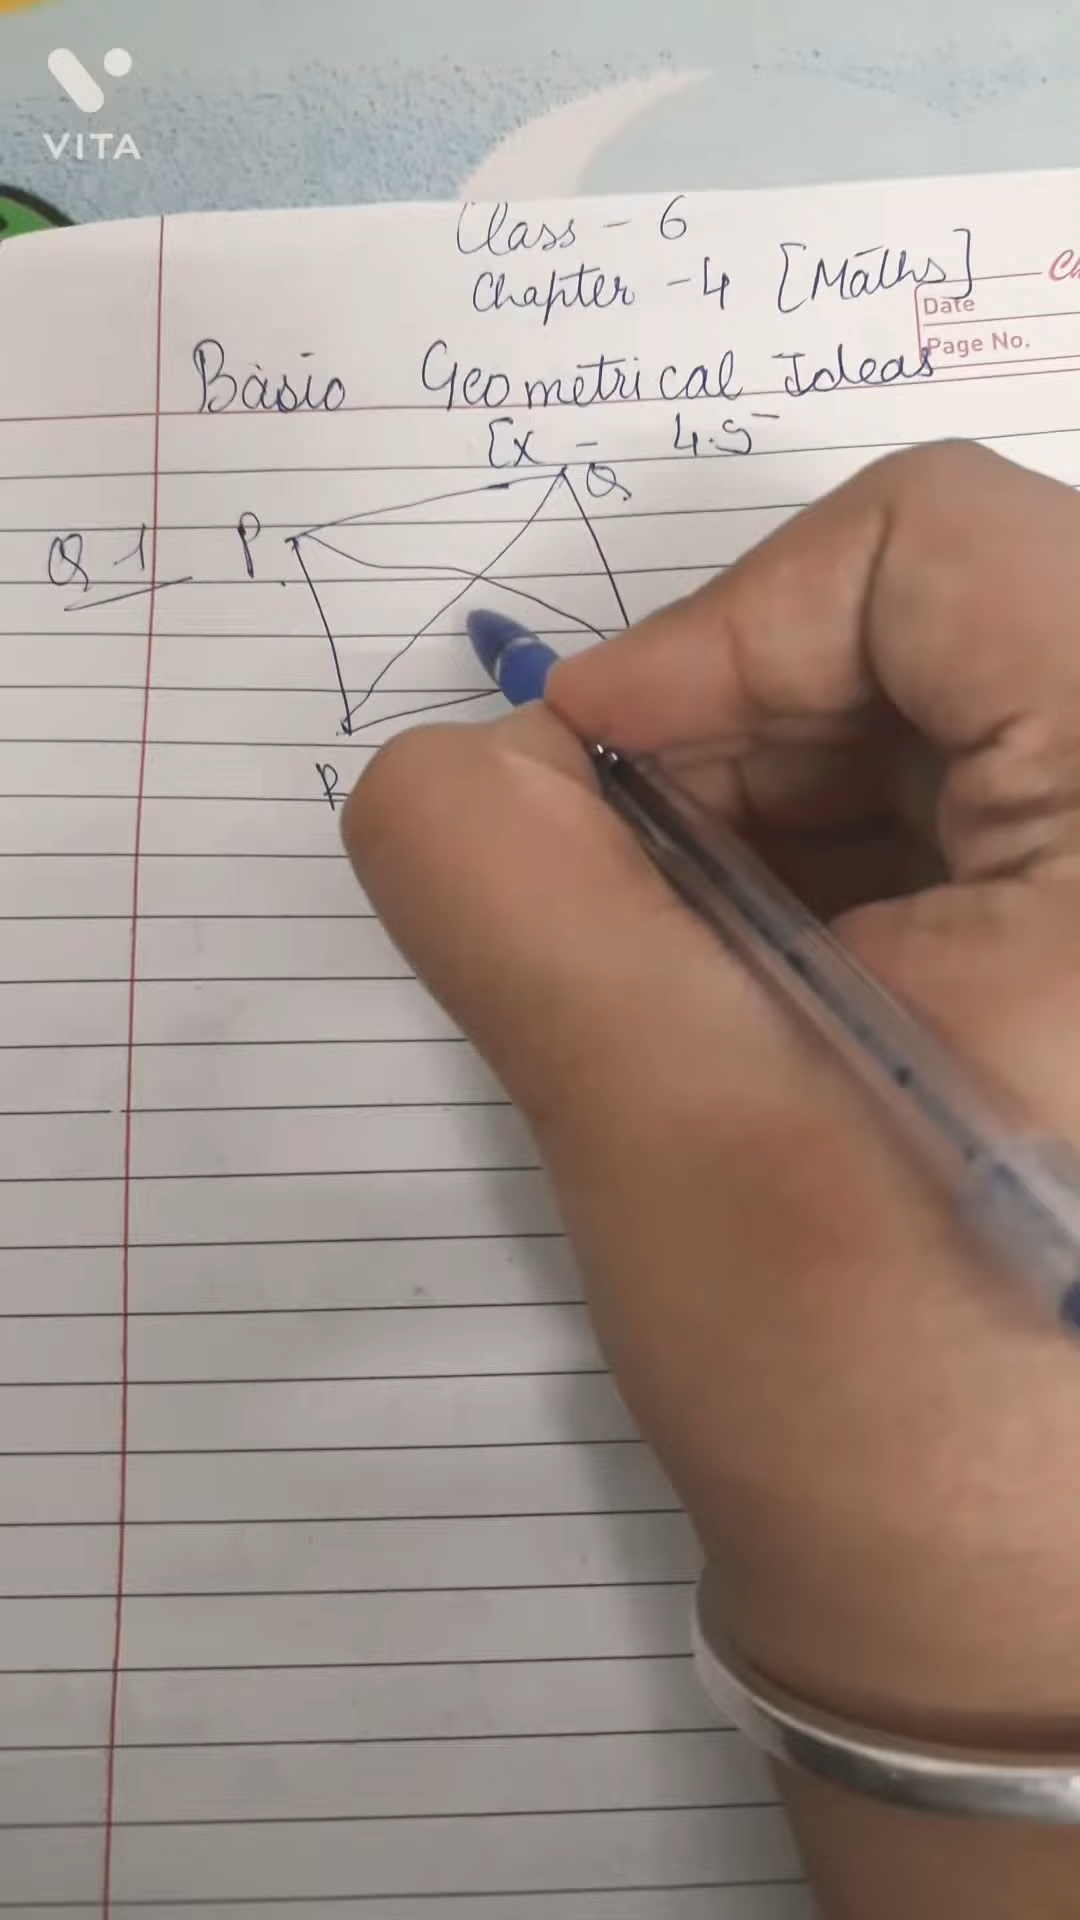 VITA
Class - 6
Chapter - 4 [Maths]
Date
Page No.
Basic Geometrical Ideas
Ex - 4.5
Q 1
P
Q
R